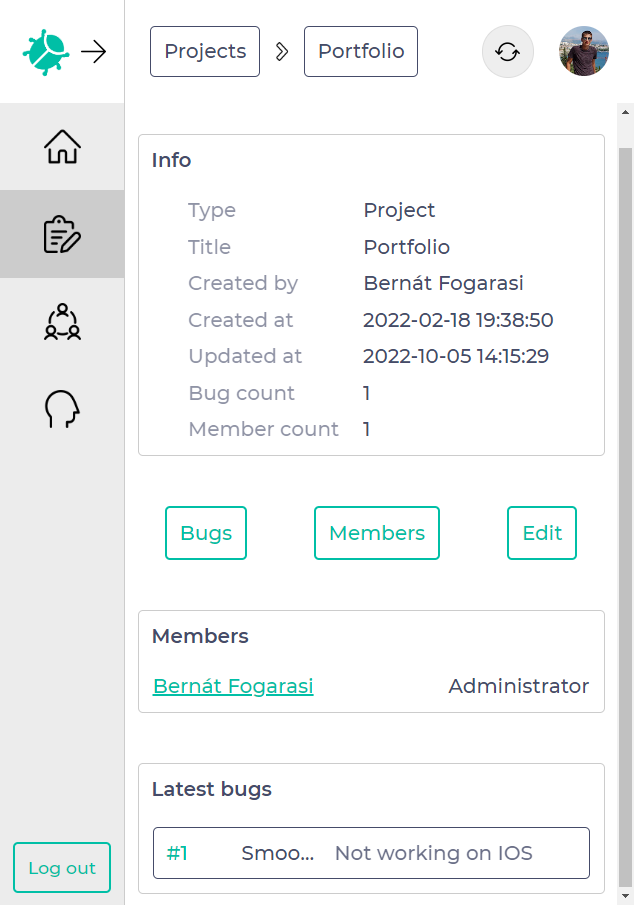 Projects Portfolio
Info
Type Project
Title Portfolio
Created by Bernát Fogarasi
Created at 2022-02-18 19:38:50
Updated at 2022-10-05 14:15:29
Bug count 1
Member count 1
Bugs Members Edit
Members
Bernát Fogarasi Administrator
Latest bugs
#1 Smoo... Not working on IOS
Log out